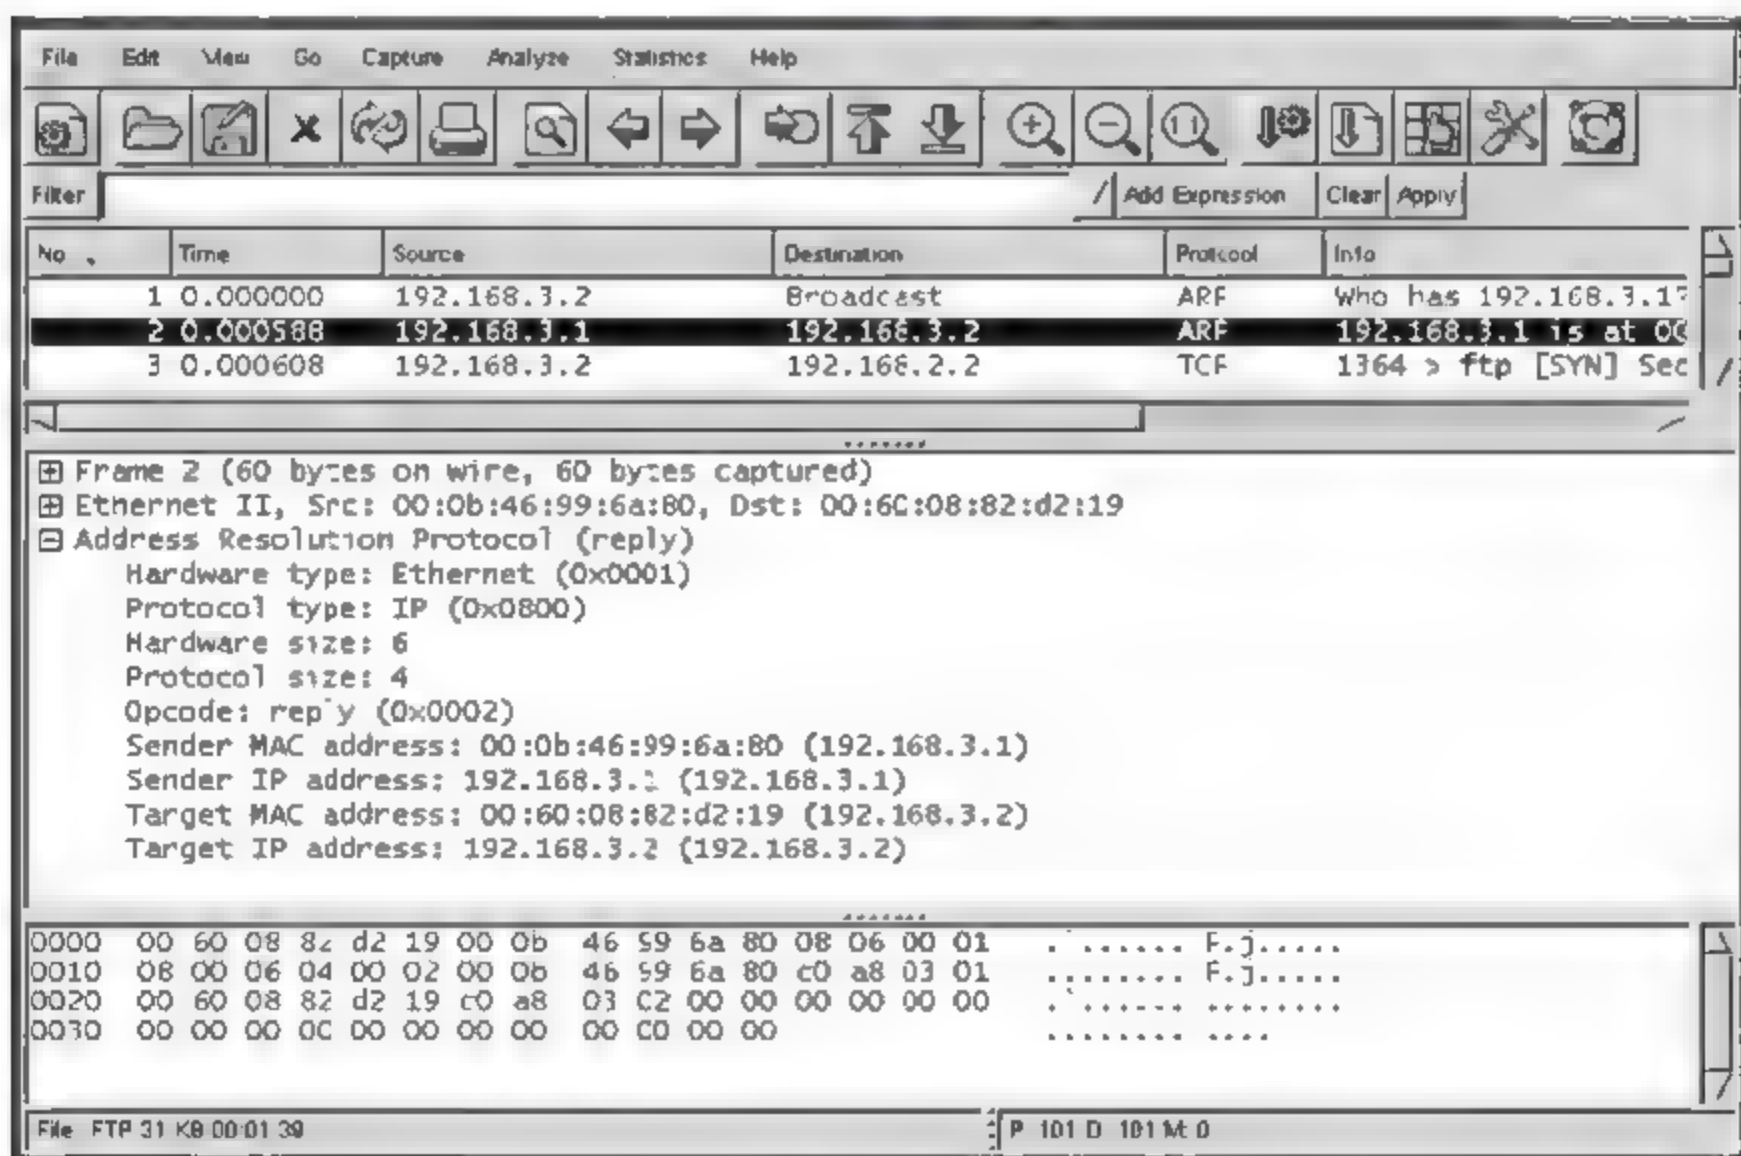 File Edit View Go Capture Analyze Statistics Help
Filter / Add Expression Clear Apply
No. Time Source Destination Protcool Info
1 0.000000 192.168.3.2 Broadcast ARP Who has 192.168.3.1?
2 0.000588 192.168.3.1 192.168.3.2 ARP 192.168.3.1 is at 00
3 0.000608 192.168.3.2 192.168.2.2 TCP 1364 > ftp [SYN] Sec
Frame 2 (60 bytes on wire, 60 bytes captured)
Ethernet II, Src: 00:0b:46:99:6a:80, Dst: 00:60:08:82:d2:19
Address Resolution Protocol (reply)
Hardware type: Ethernet (0x0001)
Protocol type: IP (0x0800)
Hardware size: 6
Protocol size: 4
Opcode: reply (0x0002)
Sender MAC address: 00:0b:46:99:6a:80 (192.168.3.1)
Sender IP address: 192.168.3.1 (192.168.3.1)
Target MAC address: 00:60:08:82:d2:19 (192.168.3.2)
Target IP address: 192.168.3.2 (192.168.3.2)
0000 00 60 08 82 d2 19 00 0b 46 99 6a 80 08 06 00 01 .`...... F.j.....
0010 08 00 06 04 00 02 00 0b 46 99 6a 80 c0 a8 03 01 ........ F.j.....
0020 00 60 08 82 d2 19 c0 a8 03 02 00 00 00 00 00 00 .`...... ........
0030 00 00 00 00 00 00 00 00 00 00 00 00 ........ ....
File FTP 31 KB 00:01:39 P 101 D 101 M: 0